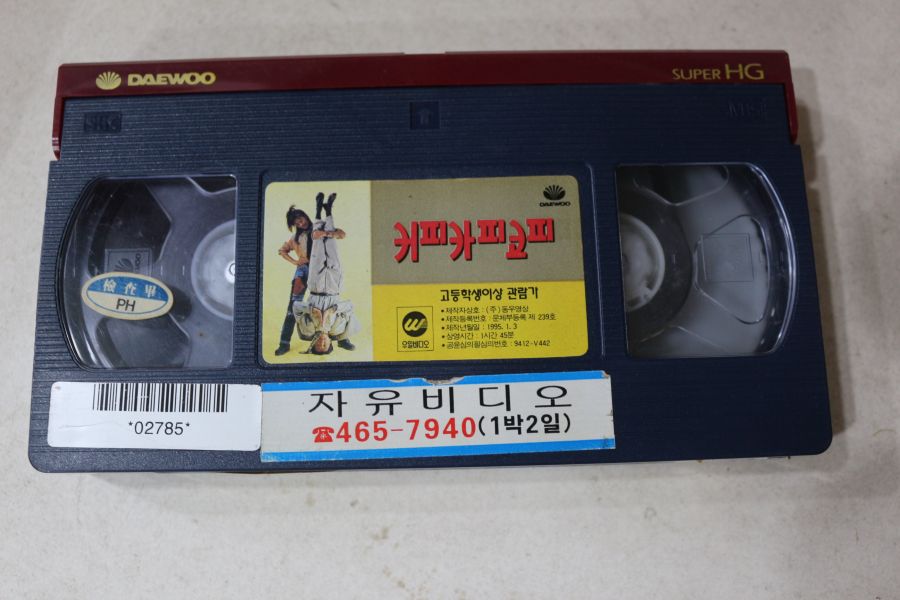 DAEWOO
SUPER HG
DAEWOO
커피카피코피
고등학생이상 관람가
• 제작자상호 : (주) 동우영상
• 제작등록번호 : 문체부등록 제 239호
• 제작년월일 : 1995. 1. 3
• 상영시간 : 1시간 45분
• 공윤심의필심의번호 : 9412-V442
우일비디오
檢査畢
PH
*02785*
자유비디오
☎465-7940(1박2일)